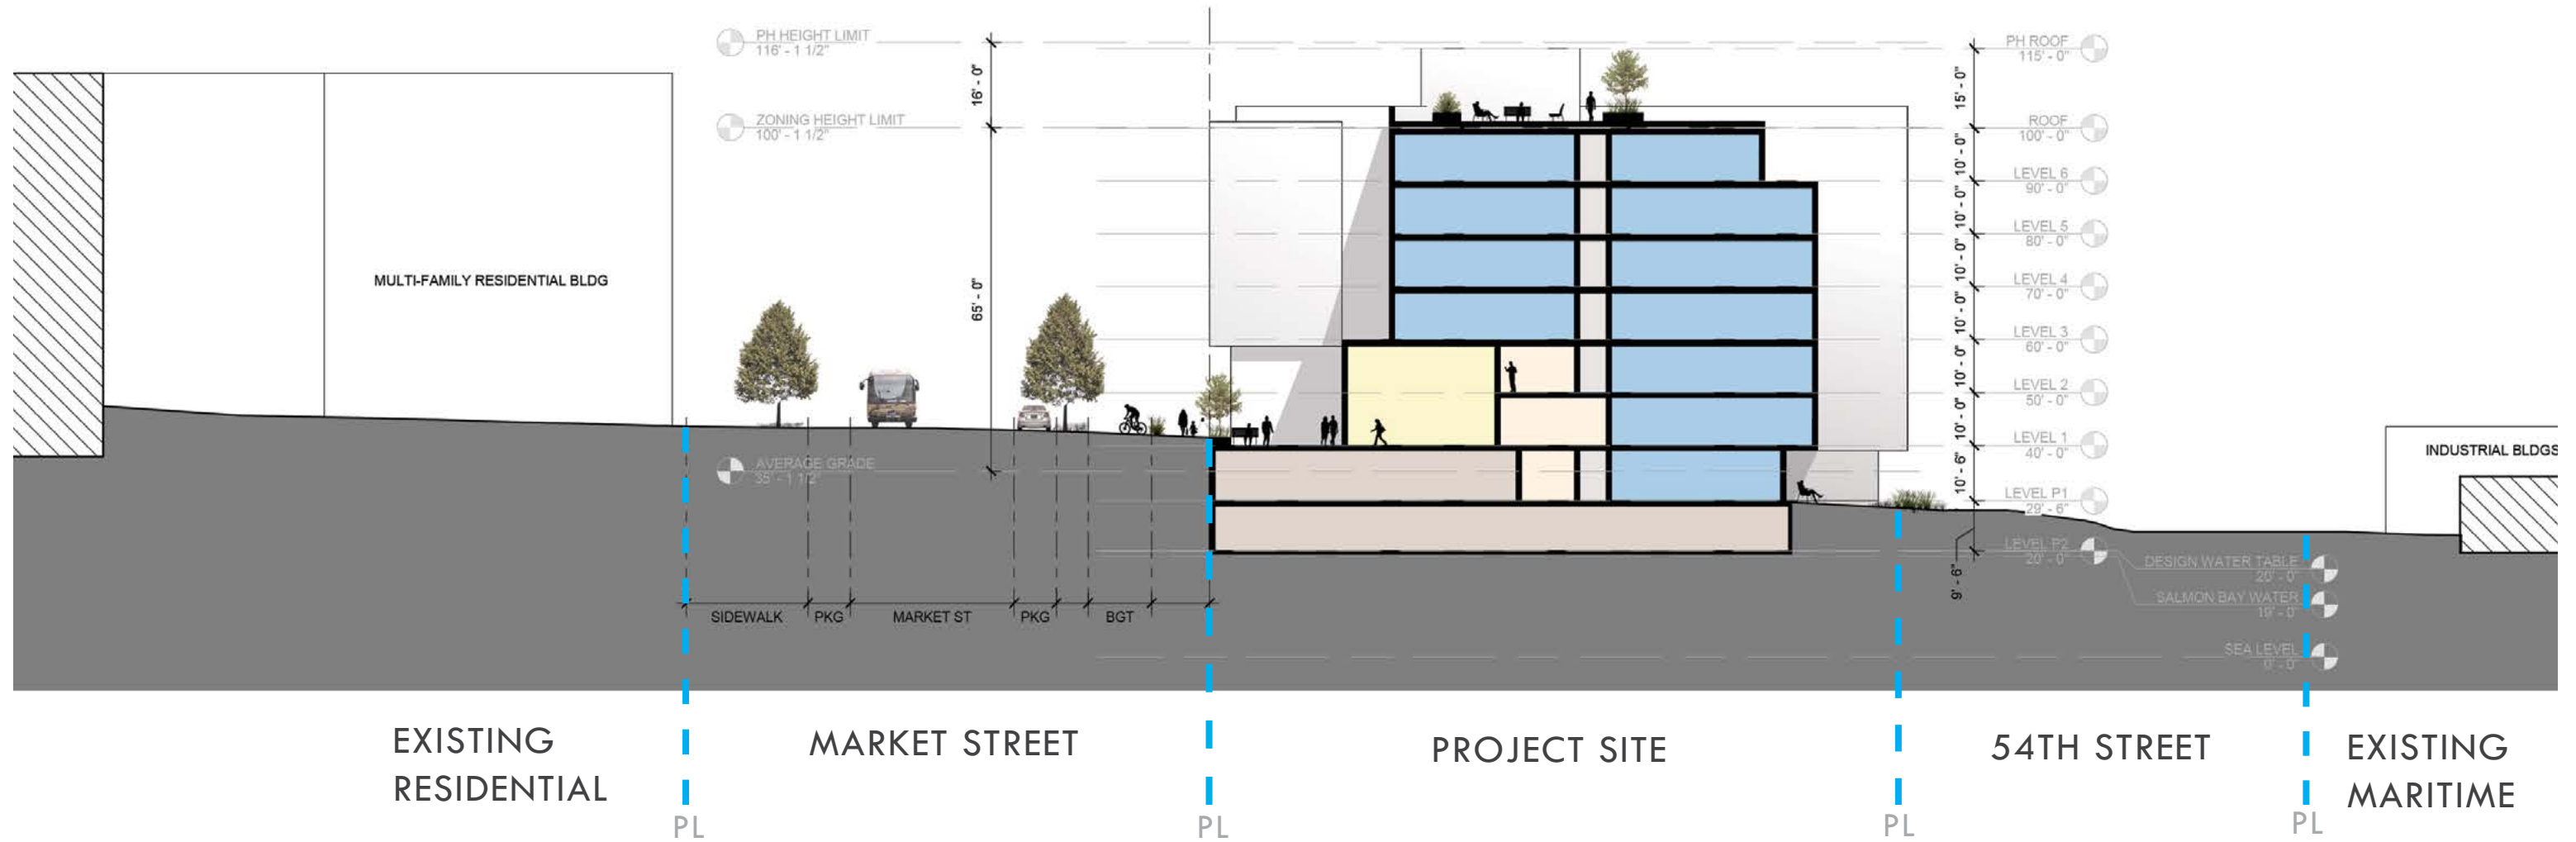 PH HEIGHT LIMIT
116' - 1 1/2"
ZONING HEIGHT LIMIT
100' - 1 1/2"
16' - 0"
65' - 0"
MULTI-FAMILY RESIDENTIAL BLDG
AVERAGE GRADE
35' - 1 1/2"
SIDEWALK
PKG
MARKET ST
PKG
BGT
15' - 0"
10' - 0"
10' - 0"
10' - 0"
10' - 0"
10' - 0"
10' - 0"
10' - 6"
9' - 6"
PH ROOF
115' - 0"
ROOF
100' - 0"
LEVEL 6
90' - 0"
LEVEL 5
80' - 0"
LEVEL 4
70' - 0"
LEVEL 3
60' - 0"
LEVEL 2
50' - 0"
LEVEL 1
40' - 0"
LEVEL P1
29' - 6"
LEVEL P2
20' - 0"
DESIGN WATER TABLE
20' - 0"
SALMON BAY WATER
19' - 0"
SEA LEVEL
0' - 0"
INDUSTRIAL BLDGS
EXISTING
RESIDENTIAL
MARKET STREET
PROJECT SITE
54TH STREET
EXISTING
MARITIME
PL
PL
PL
PL